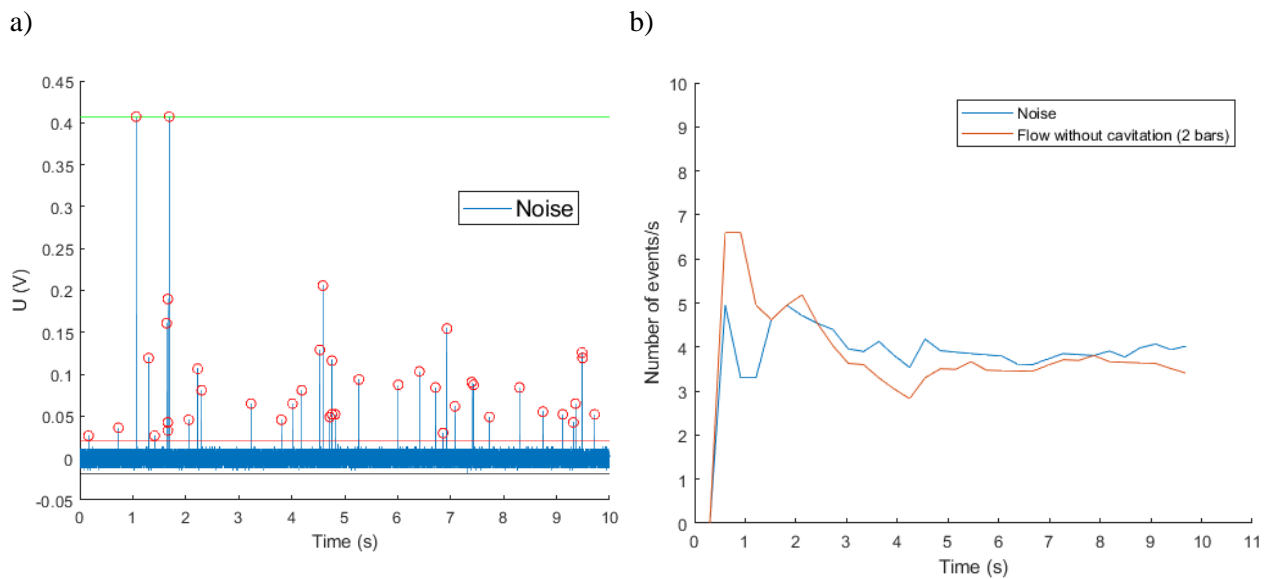 a)
0.45
0.4
0.35
0.3
0.25
0.2
0.15
0.1
0.05
0
-0.05
U (V)
Noise
0 1 2 3 4 5 6 7 8 9 10
Time (s)
b)
10
9
8
7
6
5
4
3
2
1
0
Number of events/s
Noise
Flow without cavitation (2 bars)
0 1 2 3 4 5 6 7 8 9 10 11
Time (s)